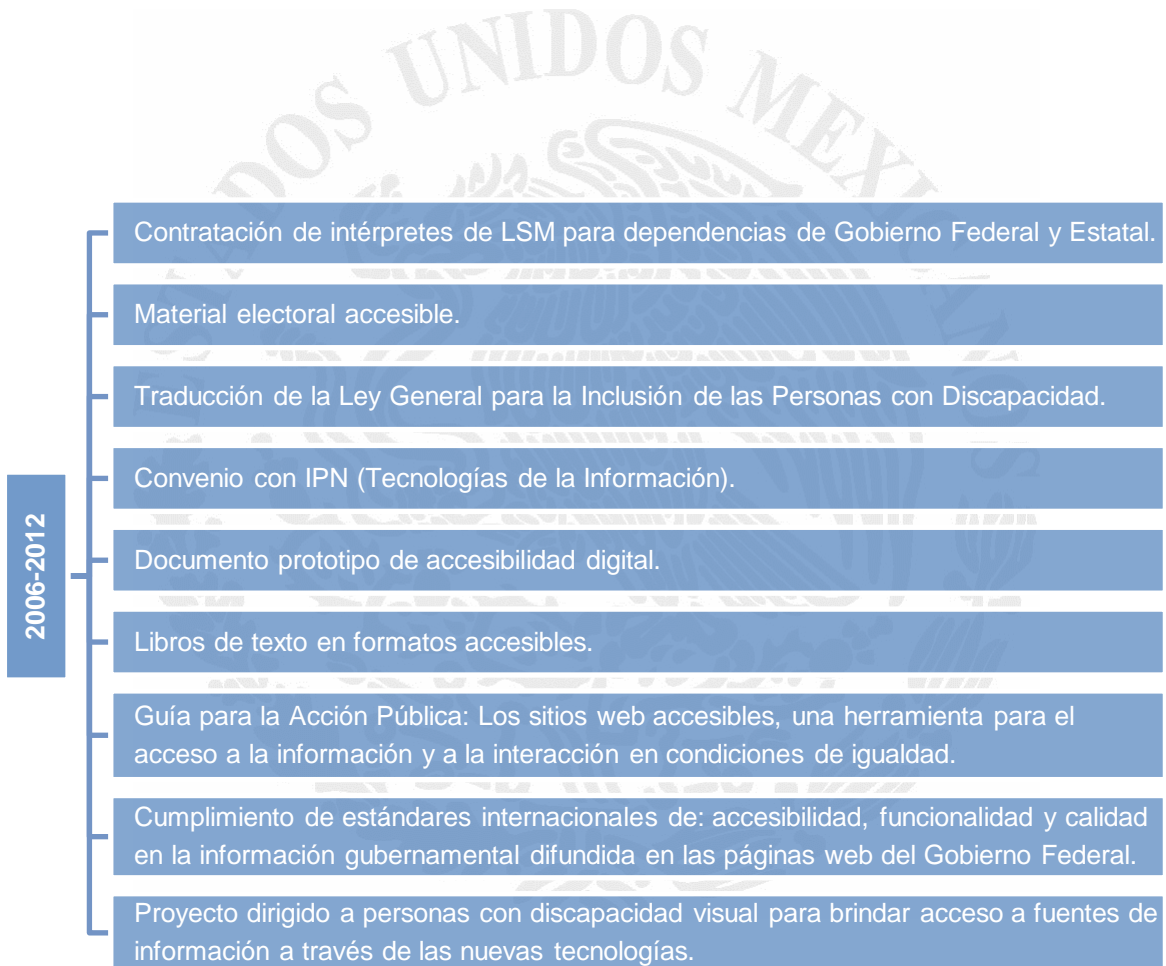 ESTADOS UNIDOS MEXICANOS
Contratación de intérpretes de LSM para dependencias de Gobierno Federal y Estatal.
Material electoral accesible.
Traducción de la Ley General para la Inclusión de las Personas con Discapacidad.
Convenio con IPN (Tecnologías de la Información).
2006-2012
Documento prototipo de accesibilidad digital.
Libros de texto en formatos accesibles.
Guía para la Acción Pública: Los sitios web accesibles, una herramienta para el
acceso a la información y a la interacción en condiciones de igualdad.
Cumplimiento de estándares internacionales de: accesibilidad, funcionalidad y calidad
en la información gubernamental difundida en las páginas web del Gobierno Federal.
Proyecto dirigido a personas con discapacidad visual para brindar acceso a fuentes de
información a través de las nuevas tecnologías.